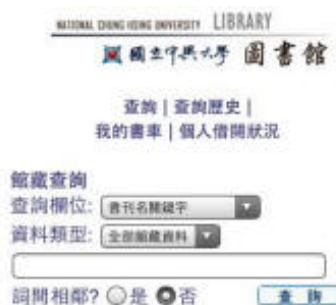 NATIONAL CHUNG HSING UNIVERSITY LIBRARY
國立中興大學 圖書館
查詢 | 查詢歷史 |
我的書車 | 個人借閱狀況
館藏查詢
查詢欄位: 書刊名關鍵字
資料類型: 全部館藏資料
詞間相鄰? 是 否 查詢